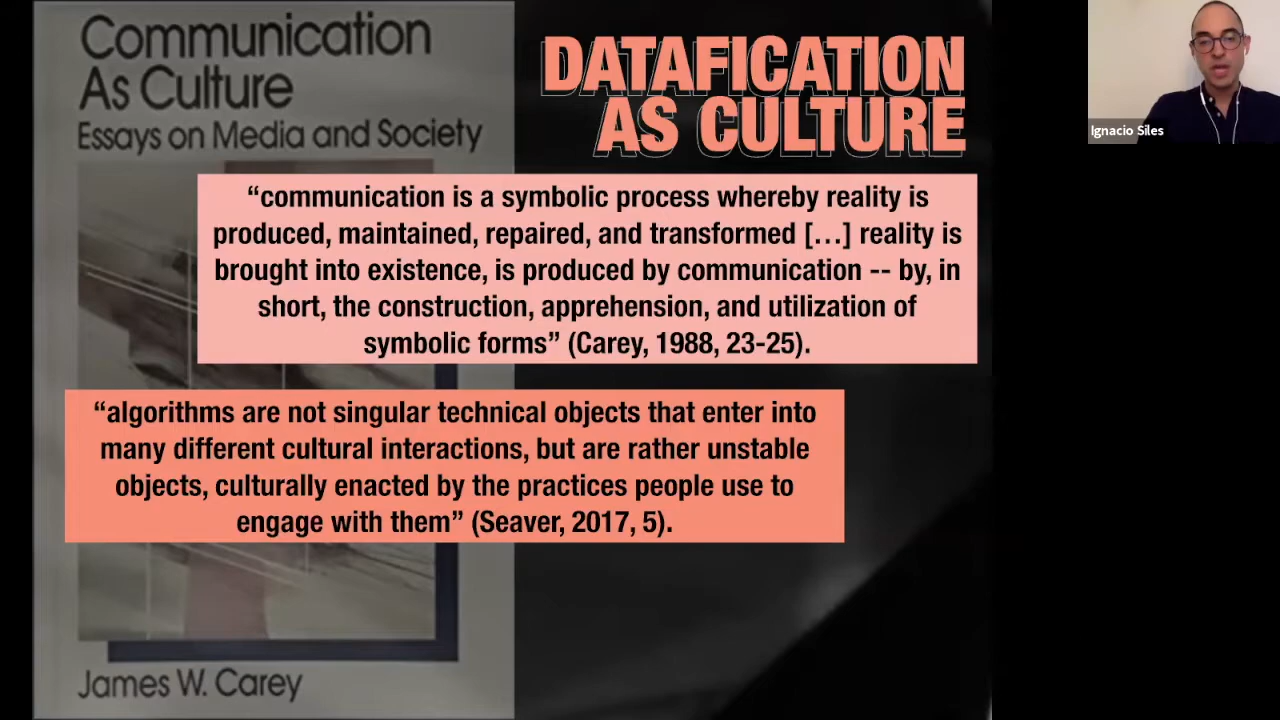 Communication
As Culture
Essays on Media and Society
DATAFICATION
AS CULTURE
“communication is a symbolic process whereby reality is
produced, maintained, repaired, and transformed […] reality is
brought into existence, is produced by communication -- by, in
short, the construction, apprehension, and utilization of
symbolic forms” (Carey, 1988, 23-25).
“algorithms are not singular technical objects that enter into
many different cultural interactions, but are rather unstable
objects, culturally enacted by the practices people use to
engage with them” (Seaver, 2017, 5).
James W. Carey
Ignacio Siles